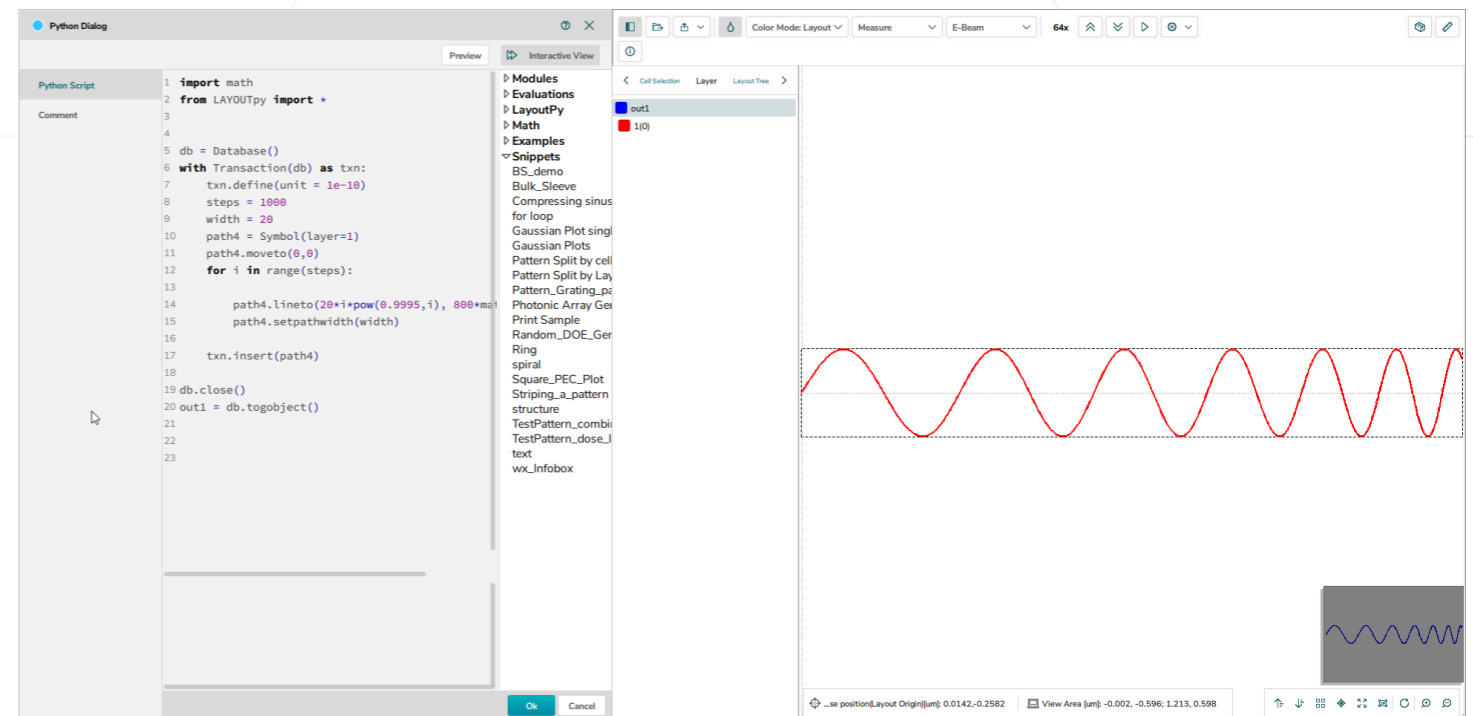 Python Dialog
Preview
Interactive View
Python Script
Comment
1 import math
2 from LAYOUTpy import *
3
4
5 db = Database()
6 with Transaction(db) as txn:
7 txn.define(unit = 1e-10)
8 steps = 1000
9 width = 20
10 path4 = Symbol(layer=1)
11 path4.moveto(0,0)
12 for i in range(steps):
13
14 path4.lineto(20*i*pow(0.9995,i), 800*mat
15 path4.setpathwidth(width)
16
17 txn.insert(path4)
18
19 db.close()
20 out1 = db.togobject()
21
22
23
Modules
Evaluations
LayoutPy
Math
Examples
Snippets
BS_demo
Bulk_Sleeve
Compressing sinus
for loop
Gaussian Plot singl
Gaussian Plots
Pattern Split by cell
Pattern Split by Lay
Pattern_Grating_pa
Photonic Array Ger
Print Sample
Random_DOE_Ger
Ring
spiral
Square_PEC_Plot
Striping_a_pattern
structure
TestPattern_combi
TestPattern_dose_l
text
wx_Infobox
Ok
Cancel
Color Mode: Layout
Measure
E-Beam
64x
Cell Selection
Layer
Layout Tree
out1
1(0)
...se position(Layout Origin)[um]: 0.0142,-0.2582
View Area [um]: -0.002, -0.596; 1.213, 0.598